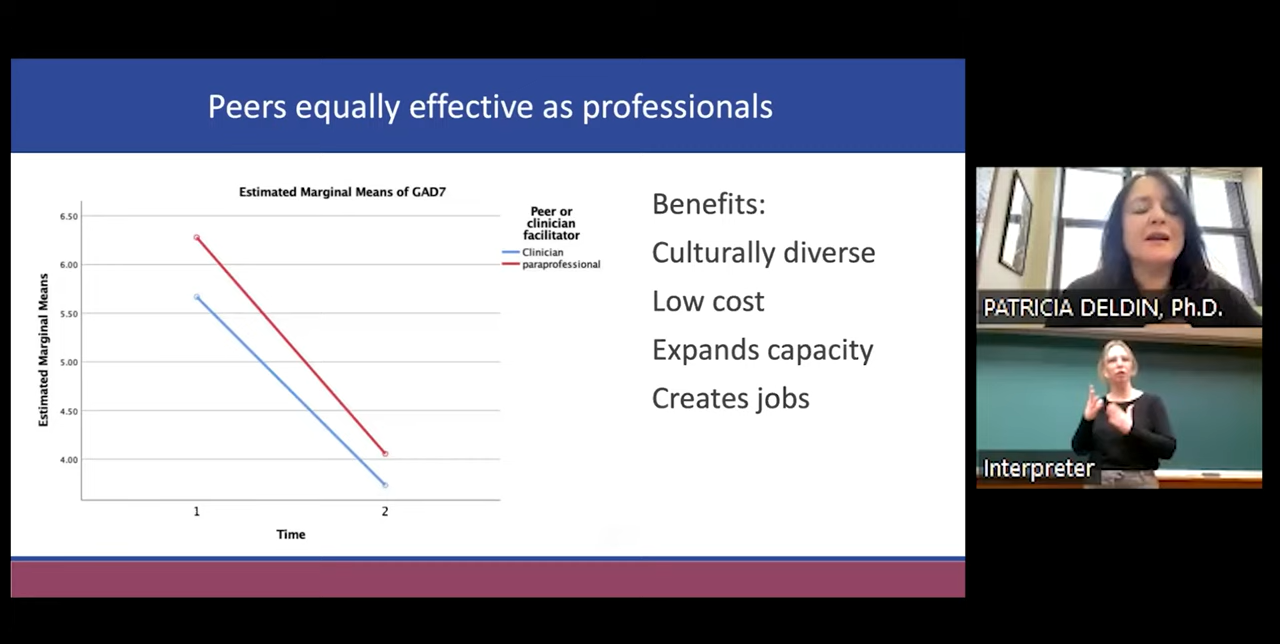 Peers equally effective as professionals
Estimated Marginal Means of GAD7
Estimated Marginal Means
6.50
6.00
5.50
5.00
4.50
4.00
1
2
Time
Peer or
clinician
facilitator
Clinician
paraprofessional
Benefits:
Culturally diverse
Low cost
Expands capacity
Creates jobs
PATRICIA DELDIN, Ph.D.
Interpreter